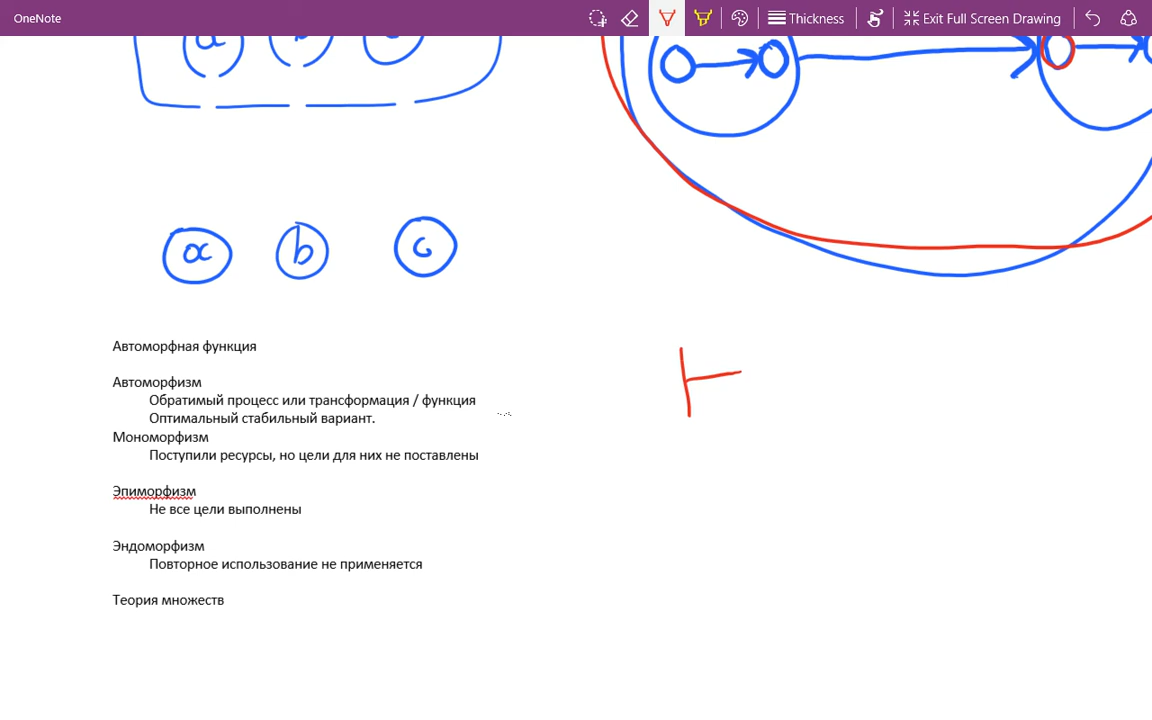 OneNote
Thickness
Exit Full Screen Drawing
a b c
a b c
Автоморфная функция
Автоморфизм
Обратимый процесс или трансформация / функция
Оптимальный стабильный вариант.
Мономорфизм
Поступили ресурсы, но цели для них не поставлены
Эпиморфизм
Не все цели выполнены
Эндоморфизм
Повторное использование не применяется
Теория множеств